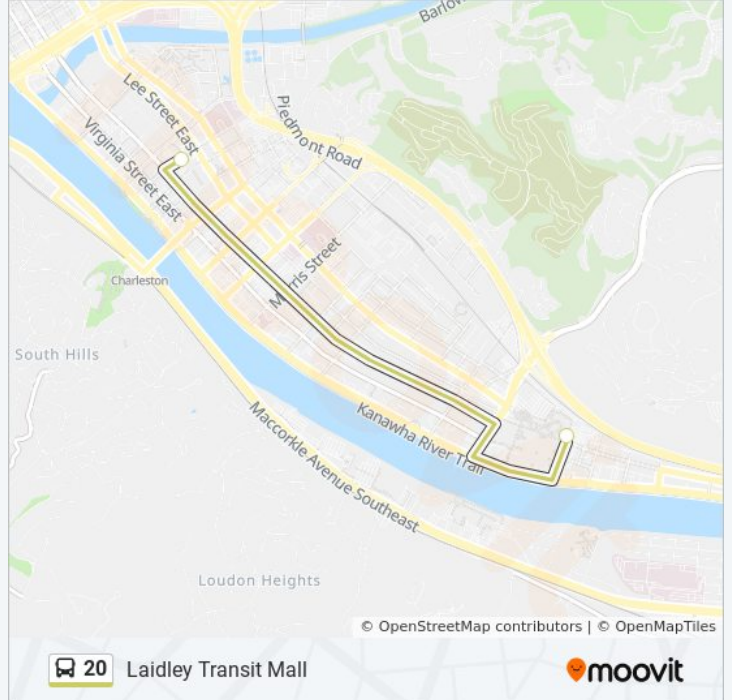 Barlow
Lee Street East
Piedmont Road
Virginia Street East
Morris Street
Charleston
South Hills
Kanawha River Trail
Maccorkle Avenue Southeast
Loudon Heights
© OpenStreetMap contributors | © OpenMapTiles
20 Laidley Transit Mall
moovit